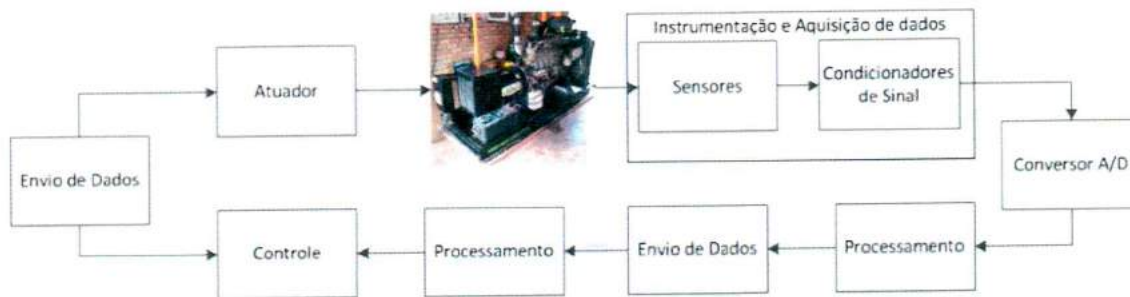 Instrumentação e Aquisição de dados
Atuador
Sensores
Condicionadores
de Sinal
Envio de Dados
Conversor A/D
Controle
Processamento
Envio de Dados
Processamento